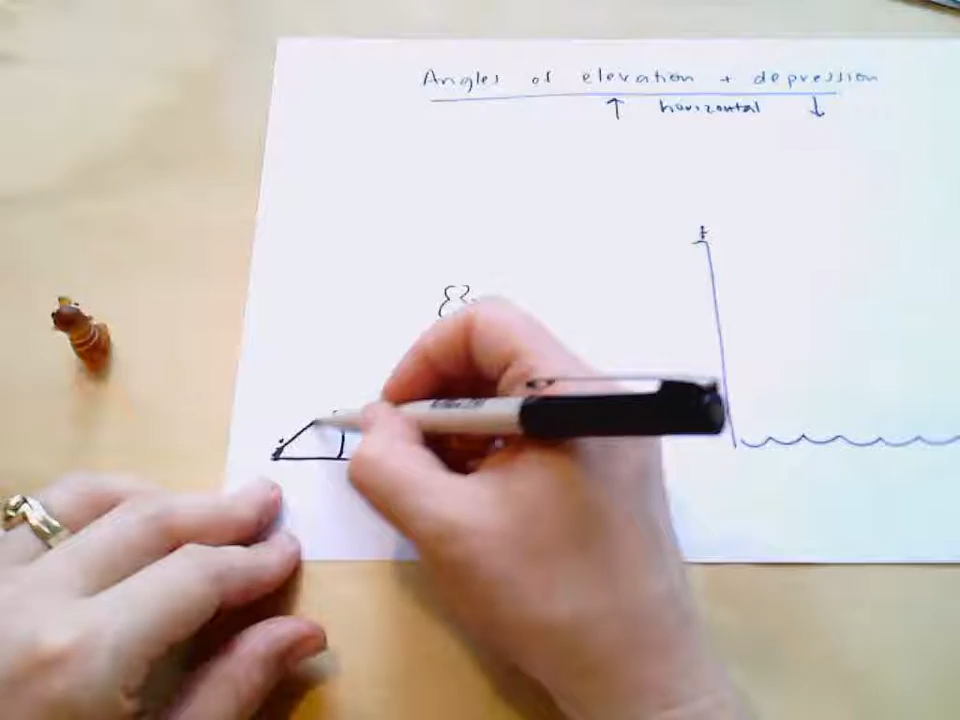 Angles of elevation + depression
↑ horizontal ↓